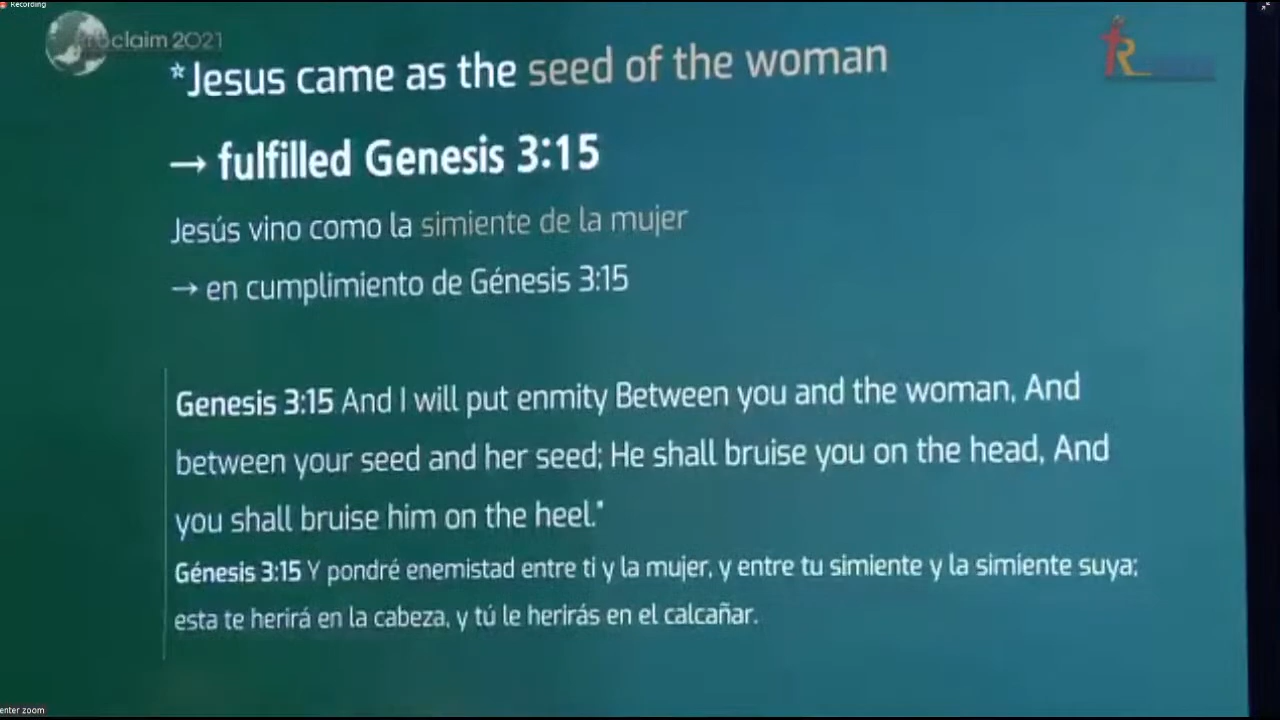 Recording
Proclaim 2021
*Jesus came as the seed of the woman
→ fulfilled Genesis 3:15
Jesús vino como la simiente de la mujer
→ en cumplimiento de Génesis 3:15
Genesis 3:15 And I will put enmity Between you and the woman, And
between your seed and her seed; He shall bruise you on the head, And
you shall bruise him on the heel."
Génesis 3:15 Y pondré enemistad entre ti y la mujer, y entre tu simiente y la simiente suya;
esta te herirá en la cabeza, y tú le herirás en el calcañar.
enter zoom